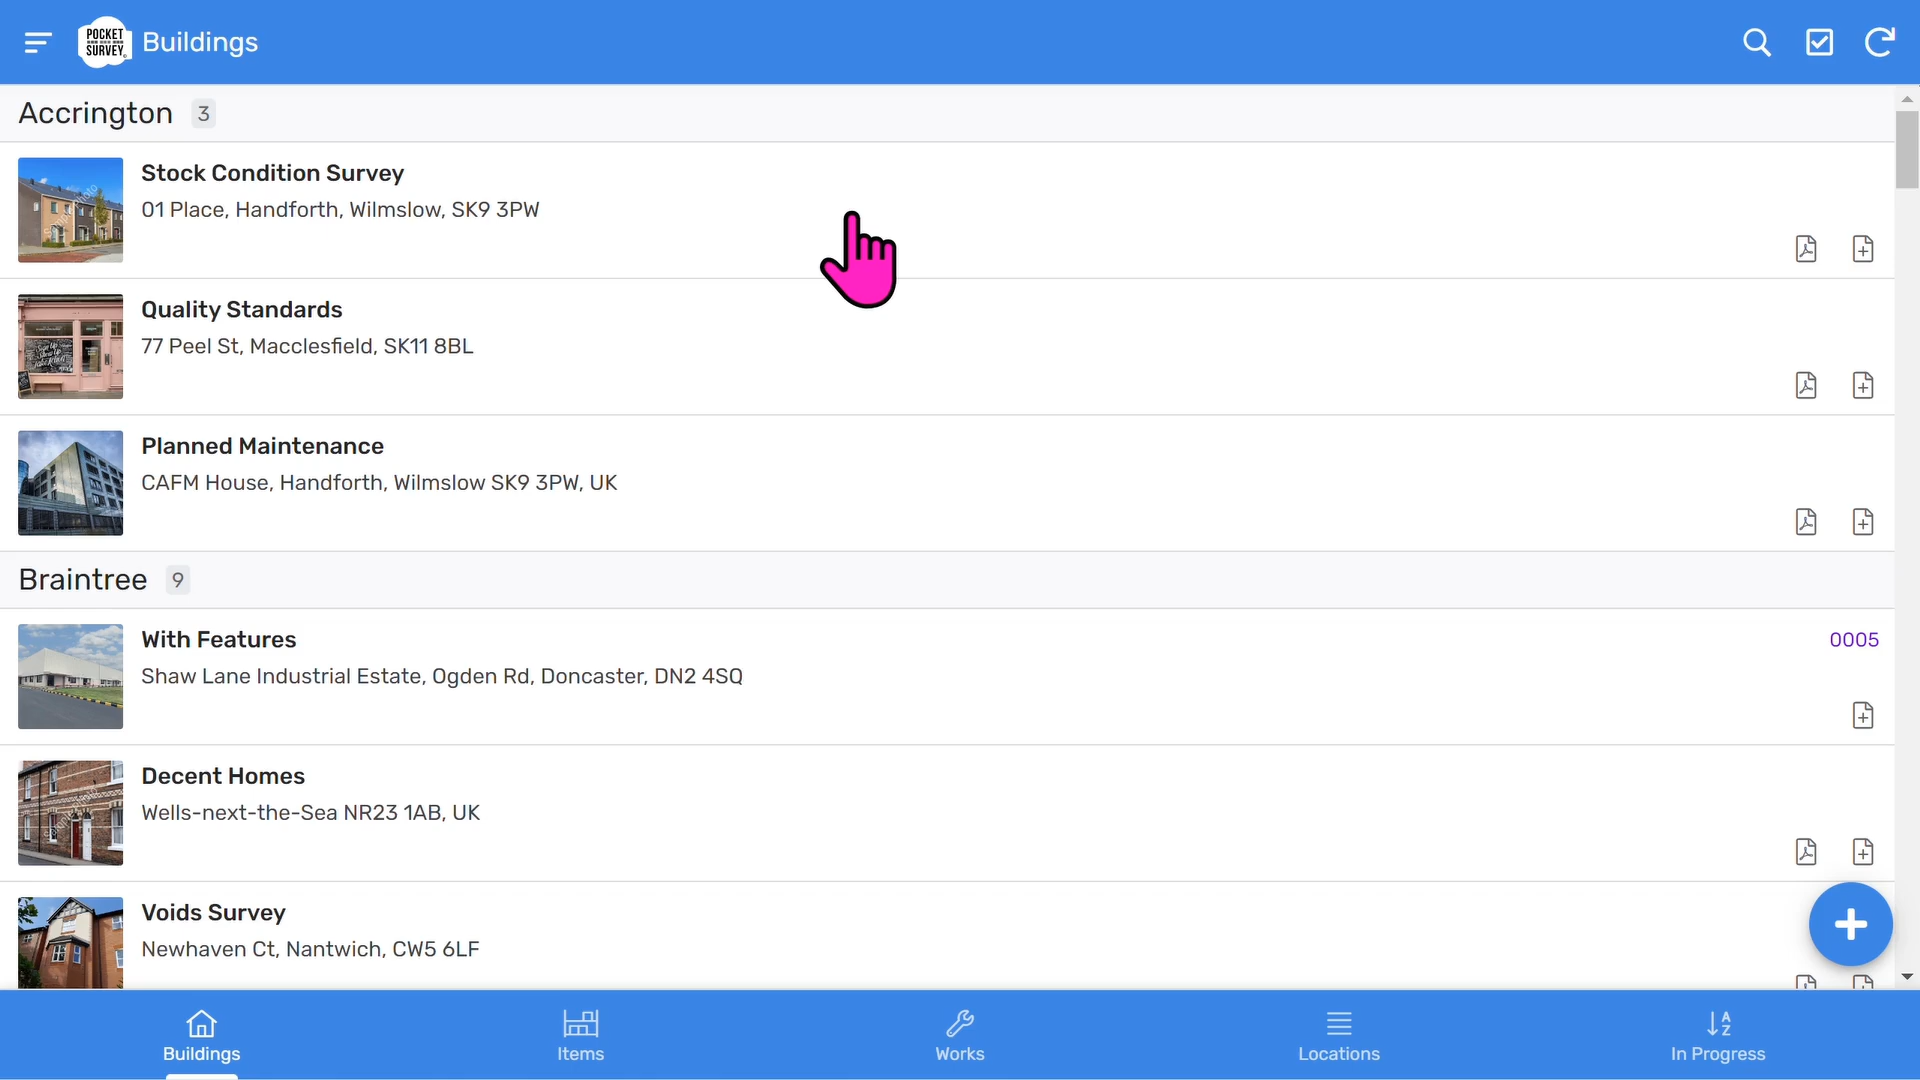 POCKET
SURVEY
Buildings
Accrington 3
Stock Condition Survey
01 Place, Handforth, Wilmslow, SK9 3PW
Quality Standards
77 Peel St, Macclesfield, SK11 8BL
Planned Maintenance
CAFM House, Handforth, Wilmslow SK9 3PW, UK
Braintree 9
With Features 0005
Shaw Lane Industrial Estate, Ogden Rd, Doncaster, DN2 4SQ
Decent Homes
Wells-next-the-Sea NR23 1AB, UK
Voids Survey
Newhaven Ct, Nantwich, CW5 6LF
Buildings
Items
Works
Locations
In Progress